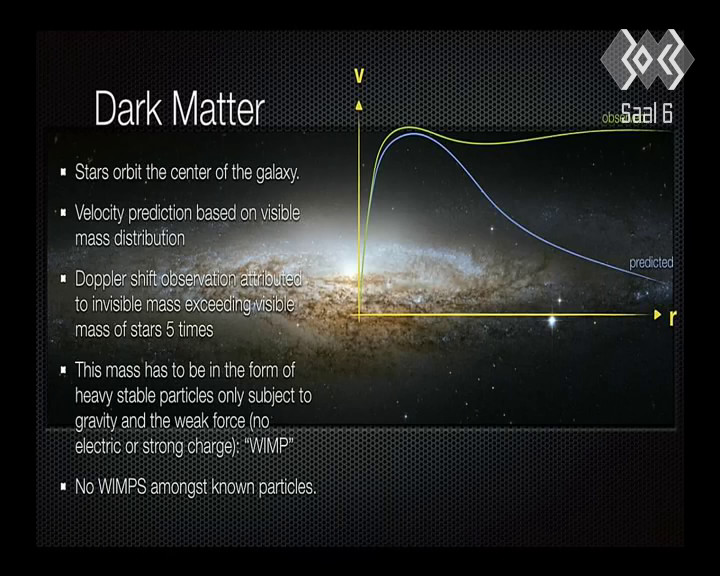 Saal 6
v
Dark Matter
Stars orbit the center of the galaxy.
Velocity prediction based on visible
mass distribution
Doppler shift observation attributed
to invisible mass exceeding visible
mass of stars 5 times
This mass has to be in the form of
heavy stable particles only subject to
gravity and the weak force (no
electric or strong charge): “WIMP”
No WIMPS amongst known particles.
observed
predicted
r